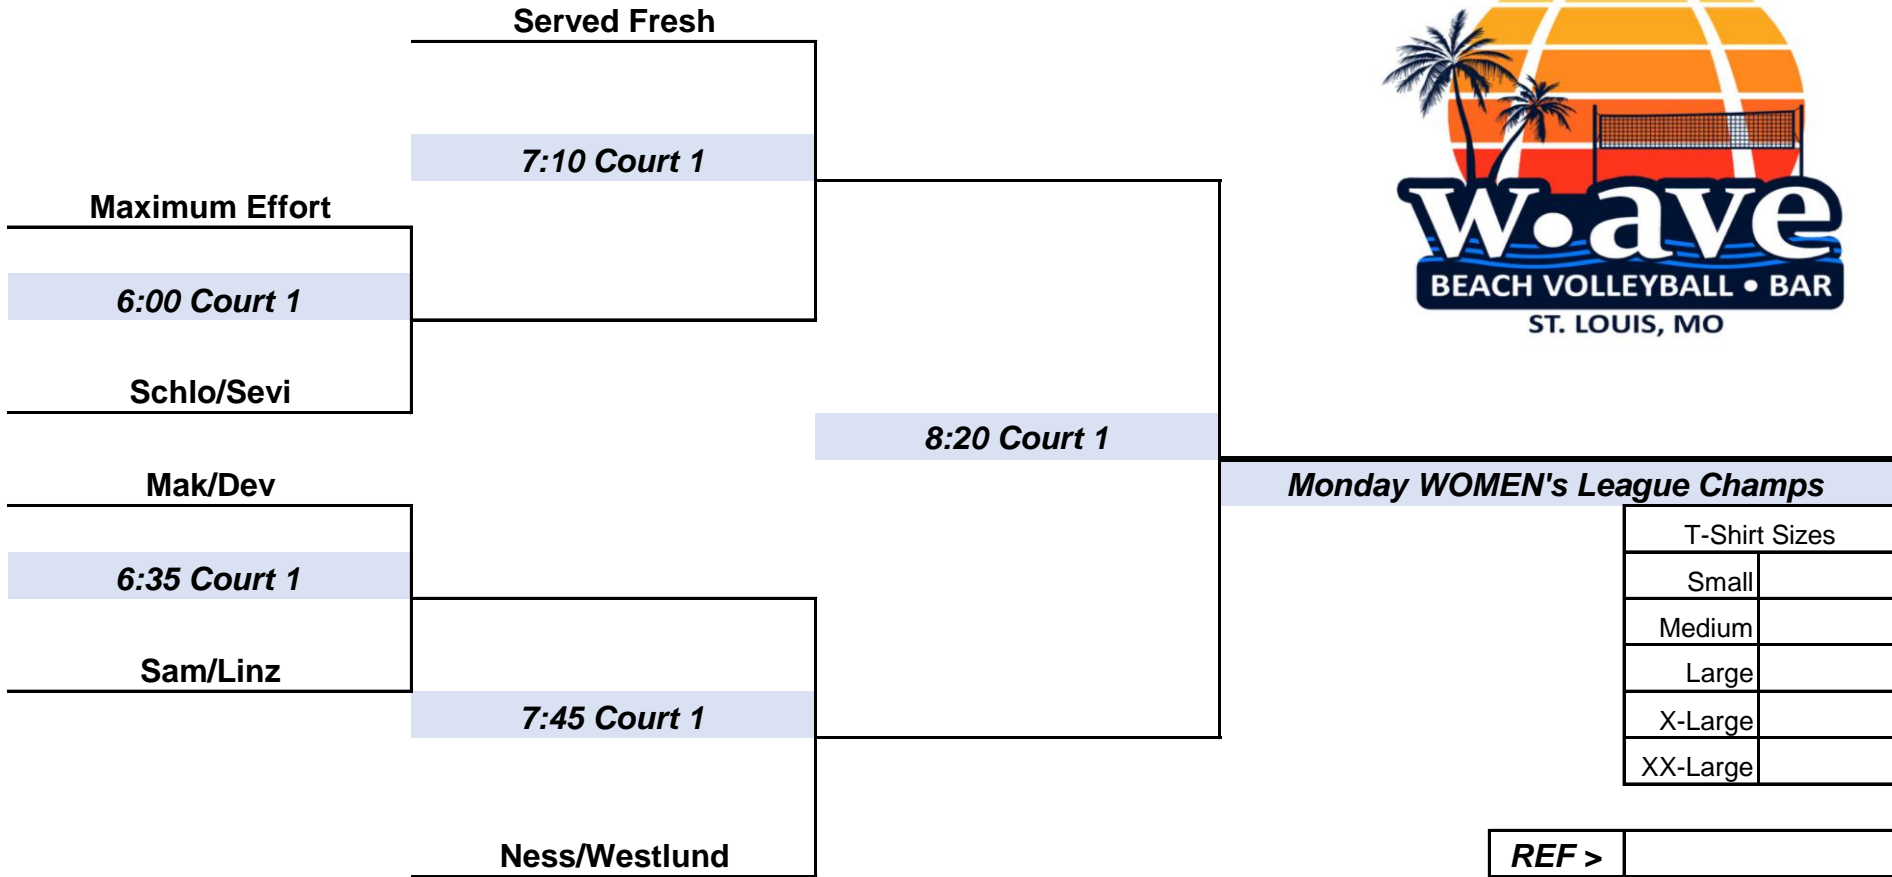 Served Fresh
7:10 Court 1
Maximum Effort
6:00 Court 1
Schlo/Sevi
Mak/Dev
6:35 Court 1
Sam/Linz
7:45 Court 1
Ness/Westlund
8:20 Court 1
w•ave
BEACH VOLLEYBALL • BAR
ST. LOUIS, MO
Monday WOMEN's League Champs
T-Shirt Sizes
Small
Medium
Large
X-Large
XX-Large
REF >